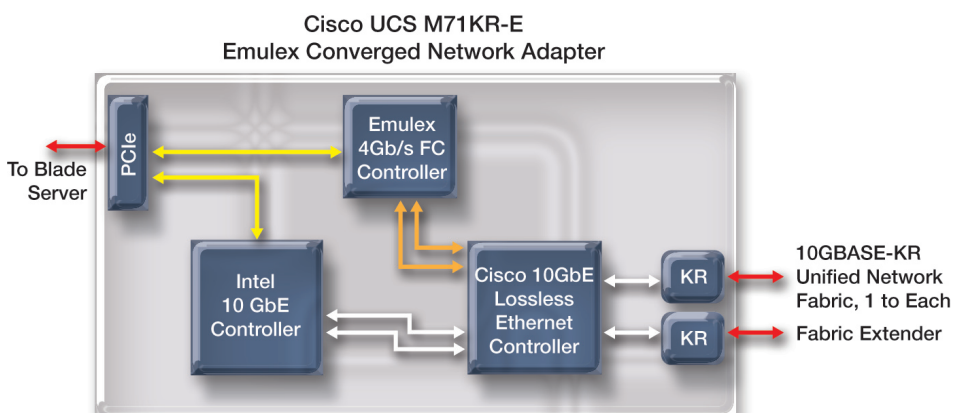 Cisco UCS M71KR-E
Emulex Converged Network Adapter
PCIe
To Blade
Server
Emulex
4Gb/s FC
Controller
Intel
10 GbE
Controller
Cisco 10GbE
Lossless
Ethernet
Controller
KR
KR
10GBASE-KR
Unified Network
Fabric, 1 to Each
Fabric Extender